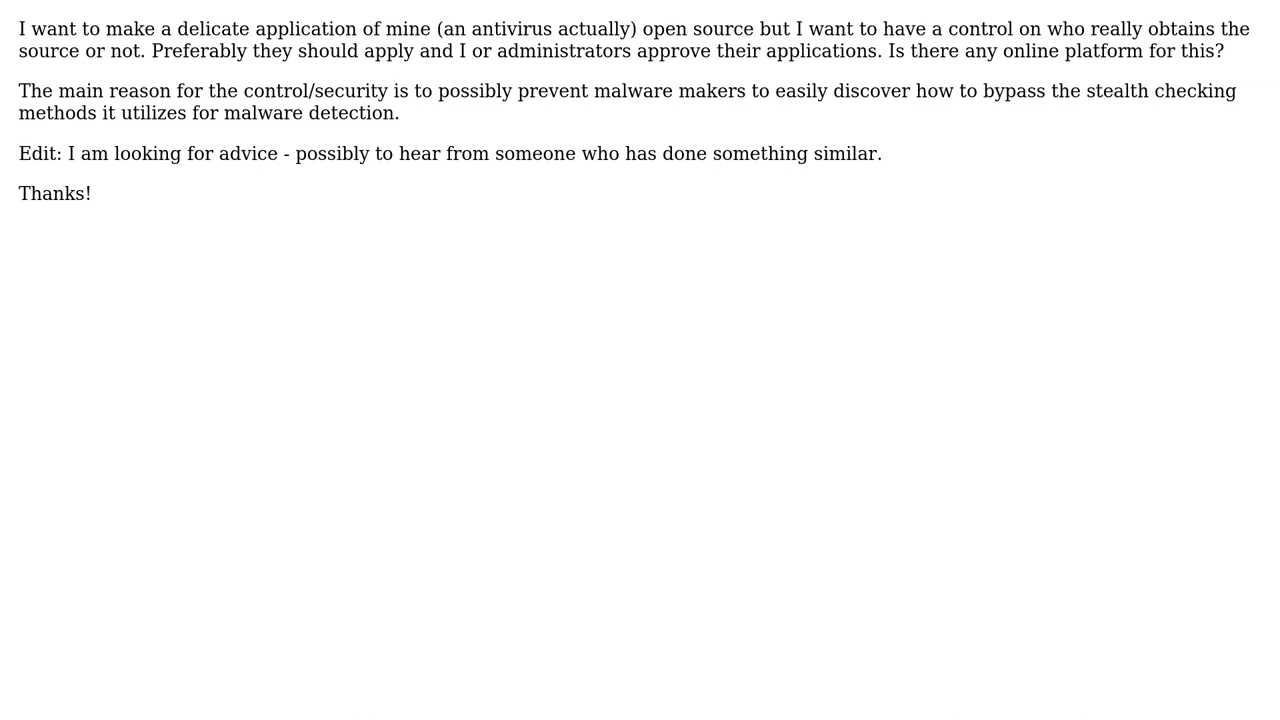 I want to make a delicate application of mine (an antivirus actually) open source but I want to have a control on who really obtains the
source or not. Preferably they should apply and I or administrators approve their applications. Is there any online platform for this?
The main reason for the control/security is to possibly prevent malware makers to easily discover how to bypass the stealth checking
methods it utilizes for malware detection.
Edit: I am looking for advice - possibly to hear from someone who has done something similar.
Thanks!